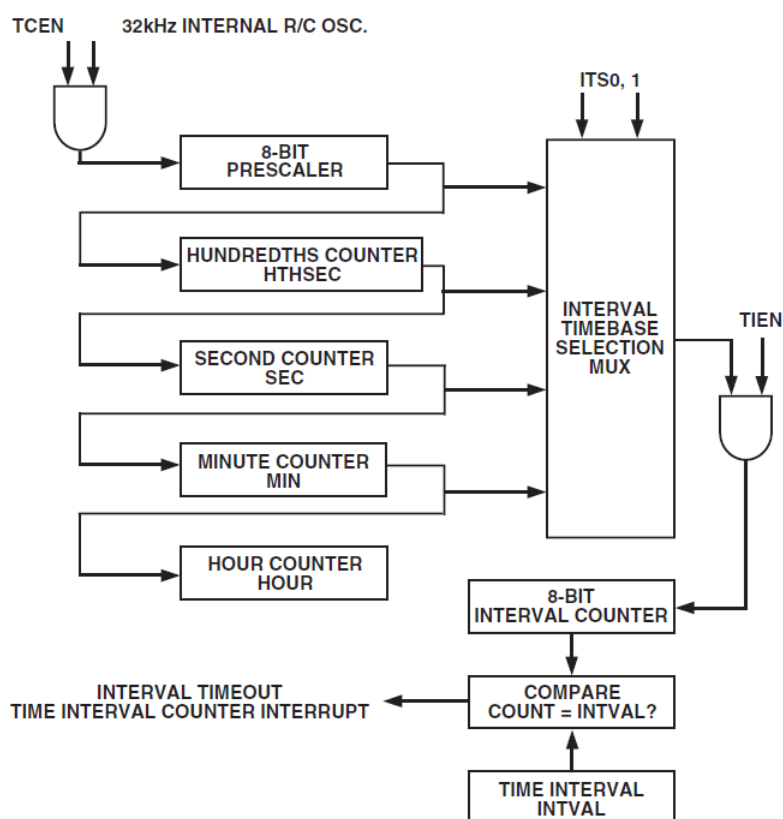 TCEN 32kHz INTERNAL R/C OSC.
ITS0, 1
8-BIT
PRESCALER
HUNDREDTHS COUNTER
HTHSEC
SECOND COUNTER
SEC
MINUTE COUNTER
MIN
HOUR COUNTER
HOUR
INTERVAL
TIMEBASE
SELECTION
MUX
TIEN
8-BIT
INTERVAL COUNTER
INTERVAL TIMEOUT
TIME INTERVAL COUNTER INTERRUPT
COMPARE
COUNT = INTVAL?
TIME INTERVAL
INTVAL